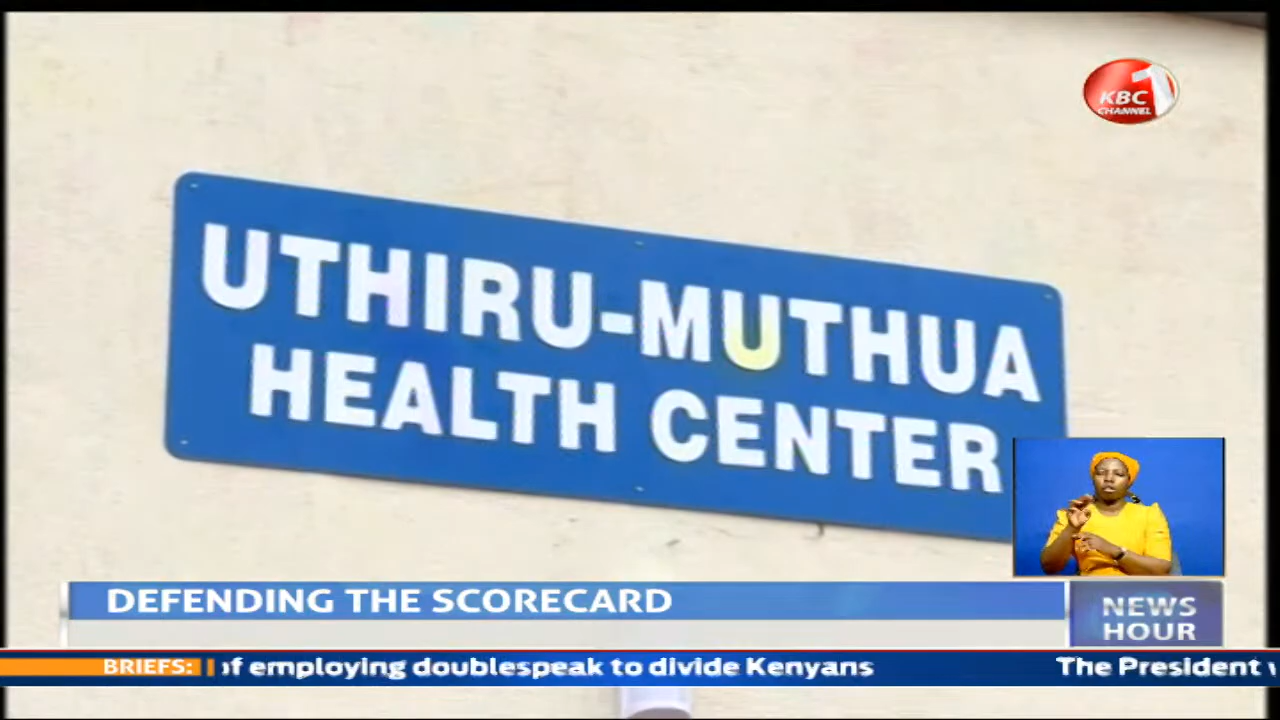 KBC 1
CHANNEL
UTHIRU-MUTHUA
HEALTH CENTER
DEFENDING THE SCORECARD
NEWS
HOUR
BRIEFS: of employing doublespeak to divide Kenyans The President